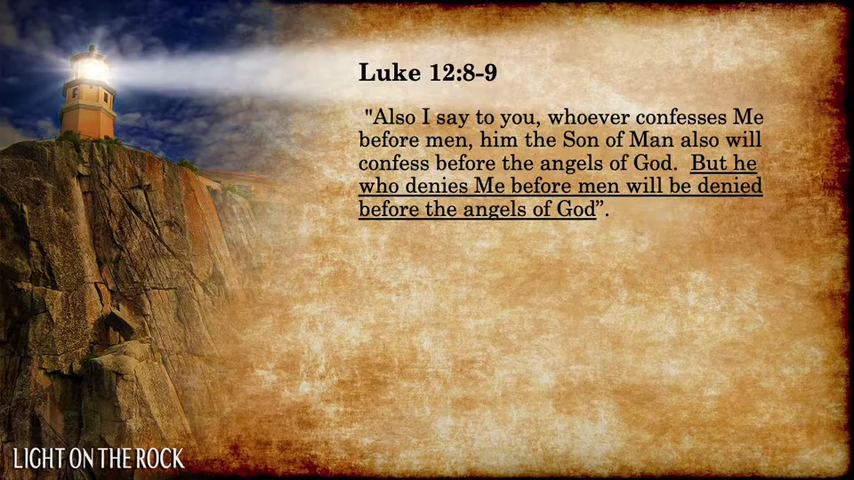 Luke 12:8-9
"Also I say to you, whoever confesses Me
before men, him the Son of Man also will
confess before the angels of God.  But he
who denies Me before men will be denied
before the angels of God”.
LIGHT ON THE ROCK